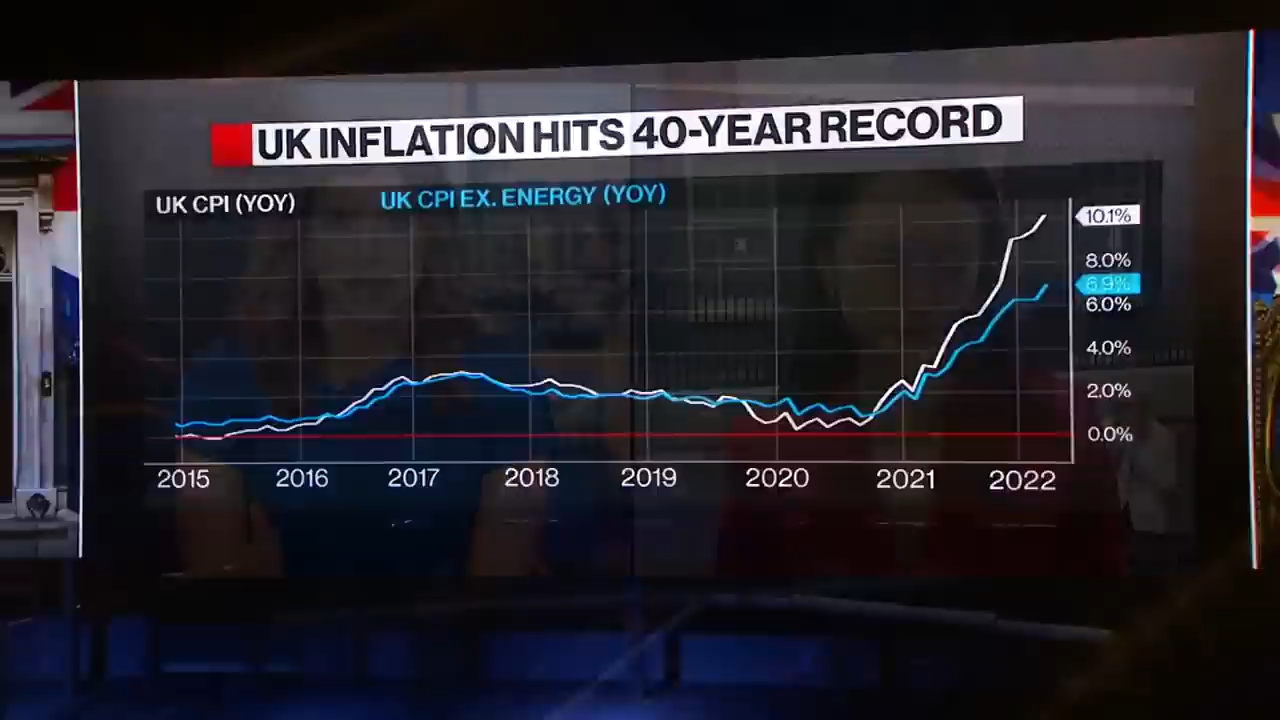 UK INFLATION HITS 40-YEAR RECORD
UK CPI (YOY)
UK CPI EX. ENERGY (YOY)
10.1%
8.0%
6.9%
6.0%
4.0%
2.0%
0.0%
2015 2016 2017 2018 2019 2020 2021 2022